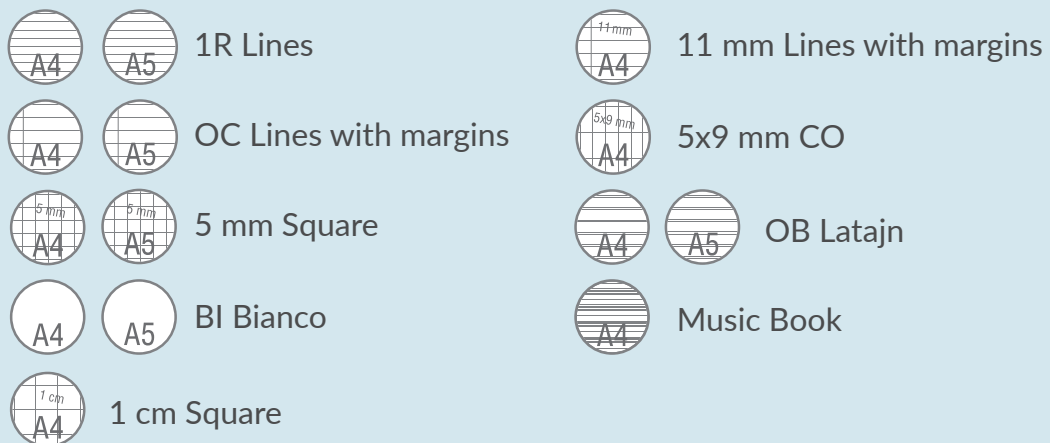 A4 A5 1R Lines
A4 A5 OC Lines with margins
5 mm A4 5 mm A5 5 mm Square
A4 A5 BI Bianco
1 cm A4 1 cm Square
11mm A4 11 mm Lines with margins
5x9 mm A4 5x9 mm CO
A4 A5 OB Latajn
A4 Music Book